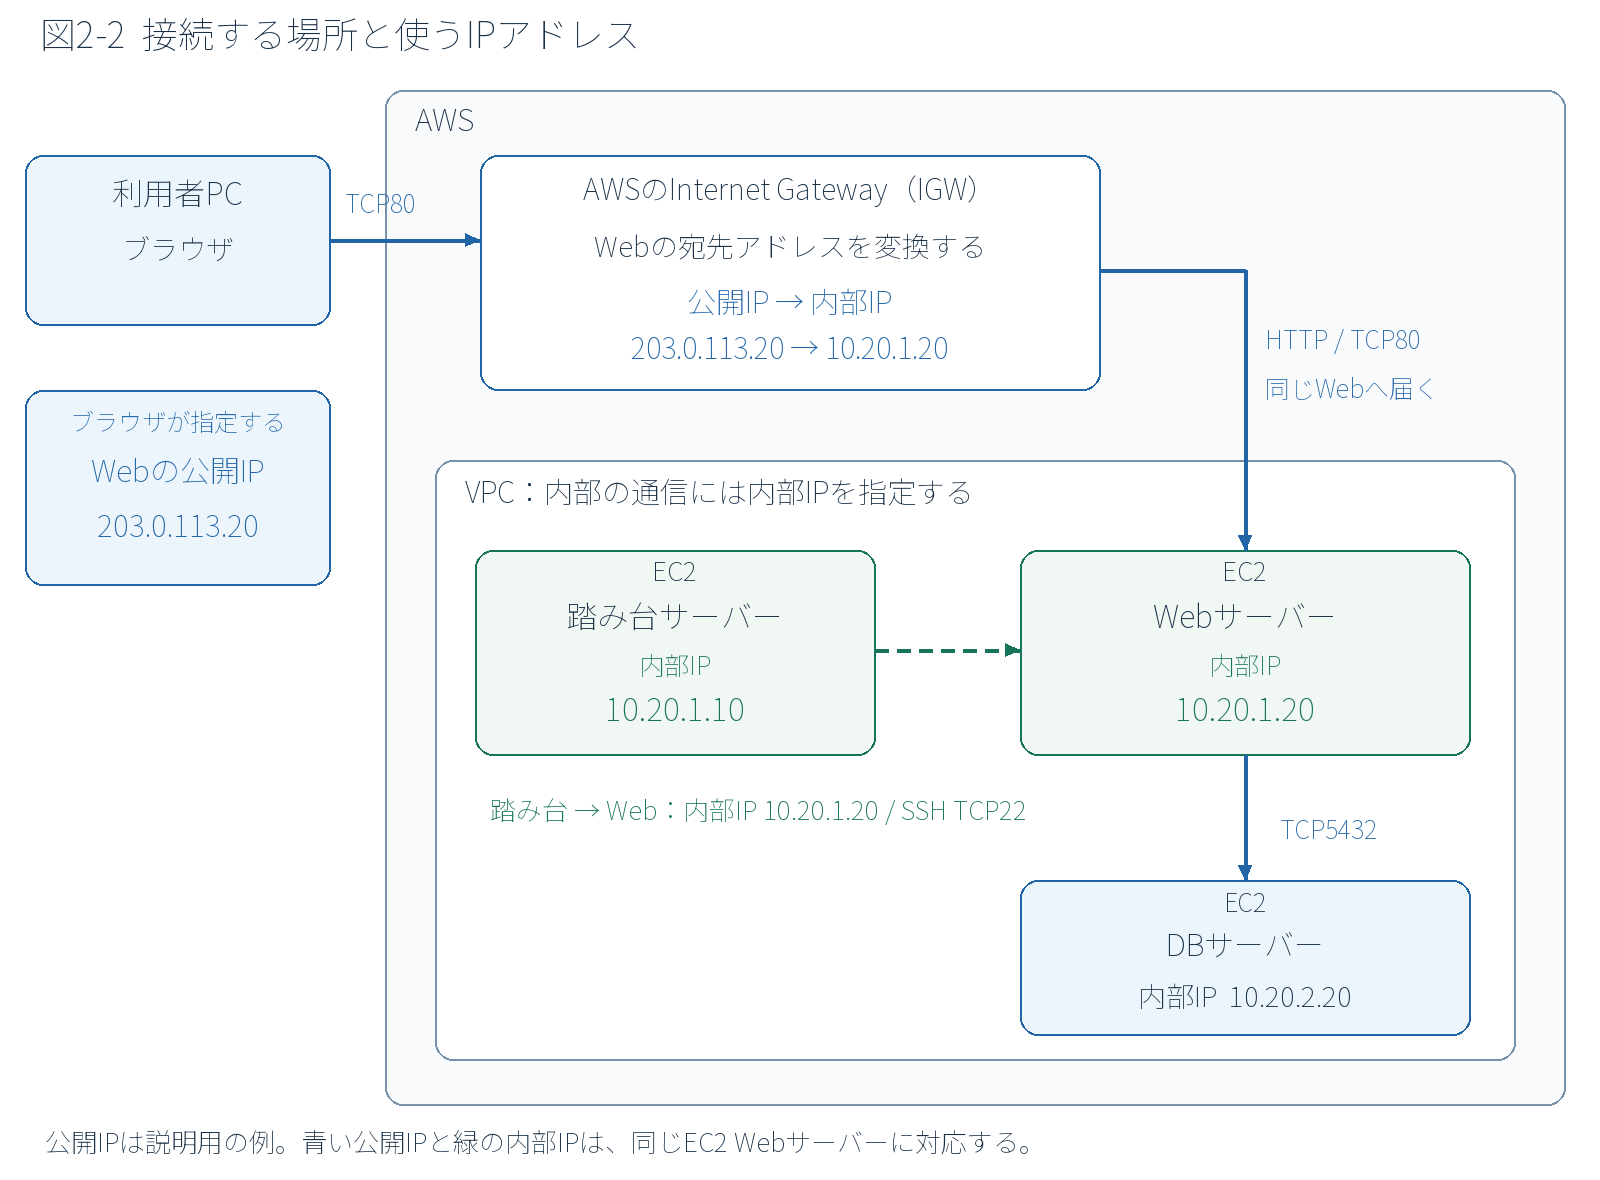 図2-2 接続する場所と使うIPアドレス
AWS
利用者PC
ブラウザ
TCP80
AWSのInternet Gateway（IGW）
Webの宛先アドレスを変換する
公開IP → 内部IP
203.0.113.20 → 10.20.1.20
HTTP / TCP80
同じWebへ届く
ブラウザが指定する
Webの公開IP
203.0.113.20
VPC：内部の通信には内部IPを指定する
EC2
踏み台サーバー
内部IP
10.20.1.10
EC2
Webサーバー
内部IP
10.20.1.20
踏み台 → Web：内部IP 10.20.1.20 / SSH TCP22
TCP5432
EC2
DBサーバー
内部IP 10.20.2.20
公開IPは説明用の例。青い公開IPと緑の内部IPは、同じEC2 Webサーバーに対応する。